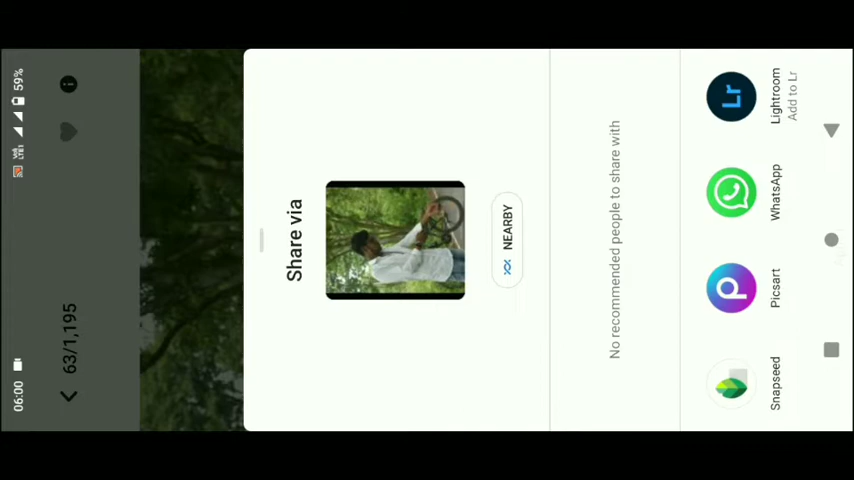 06:00
59%
63/1,195
Share via
NEARBY
No recommended people to share with
Snapseed
Picsart
WhatsApp
Lightroom
Add to Lr